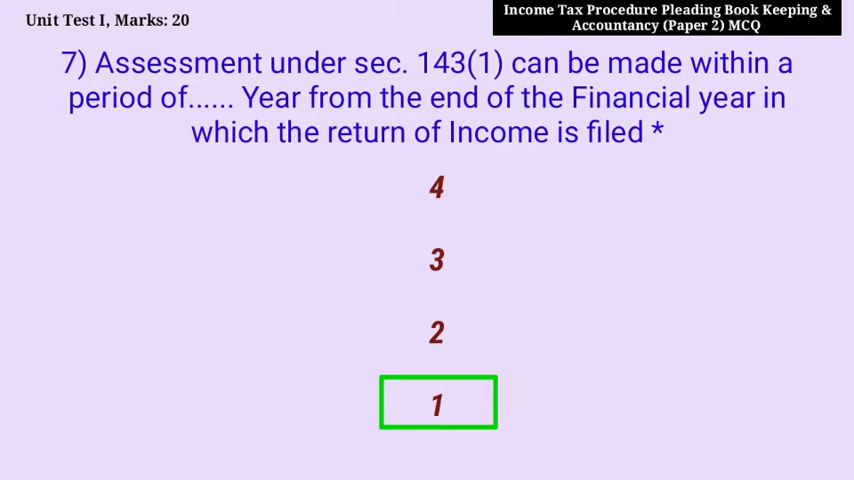 Unit Test I, Marks: 20
Income Tax Procedure Pleading Book Keeping &
Accountancy (Paper 2) MCQ
7) Assessment under sec. 143(1) can be made within a
period of...... Year from the end of the Financial year in
which the return of Income is filed *
4
3
2
1